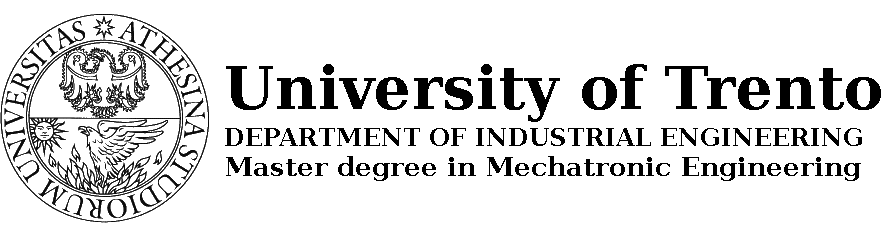 UNIVERSITAS ATHESINA STUDIORUM
University of Trento
DEPARTMENT OF INDUSTRIAL ENGINEERING
Master degree in Mechatronic Engineering